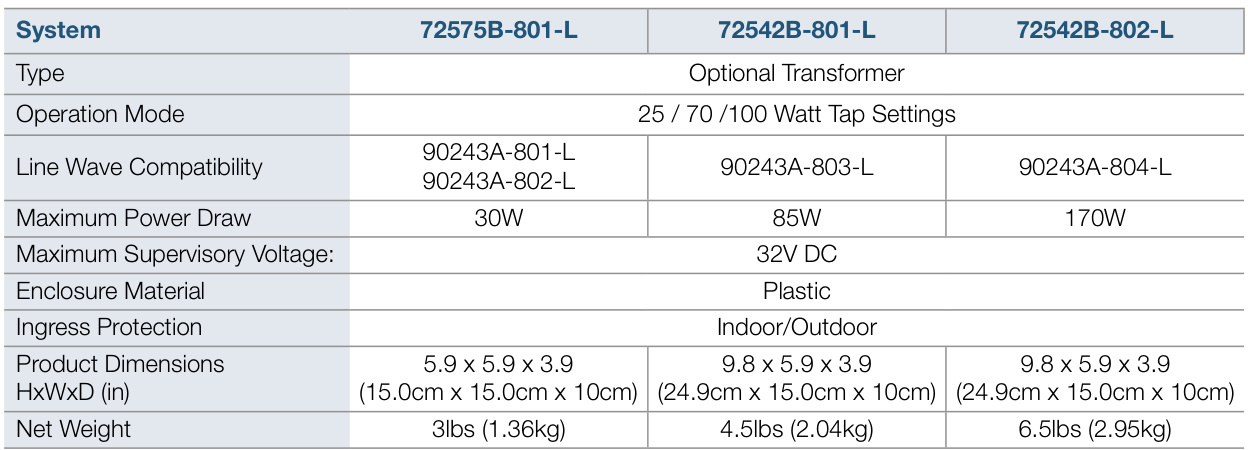 System 72575B-801-L 72542B-801-L 72542B-802-L
Type Optional Transformer
Operation Mode 25 / 70 /100 Watt Tap Settings
Line Wave Compatibility 90243A-801-L 90243A-803-L 90243A-804-L
90243A-802-L
Maximum Power Draw 30W 85W 170W
Maximum Supervisory Voltage: 32V DC
Enclosure Material Plastic
Ingress Protection Indoor/Outdoor
Product Dimensions 5.9 x 5.9 x 3.9 9.8 x 5.9 x 3.9 9.8 x 5.9 x 3.9
HxWxD (in) (15.0cm x 15.0cm x 10cm) (24.9cm x 15.0cm x 10cm) (24.9cm x 15.0cm x 10cm)
Net Weight 3lbs (1.36kg) 4.5lbs (2.04kg) 6.5lbs (2.95kg)